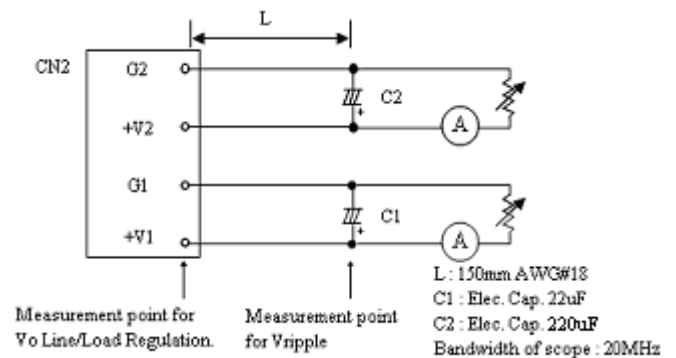 L
CN2
G2
C2
+V2
A
G1
C1
+V1
A
L : 150mm AWG#18
C1 : Elec. Cap. 22uF
C2 : Elec. Cap. 220uF
Bandwidth of scope : 20MHz
Measurement point for
Vo Line/Load Regulation.
Measurement point
for Vripple